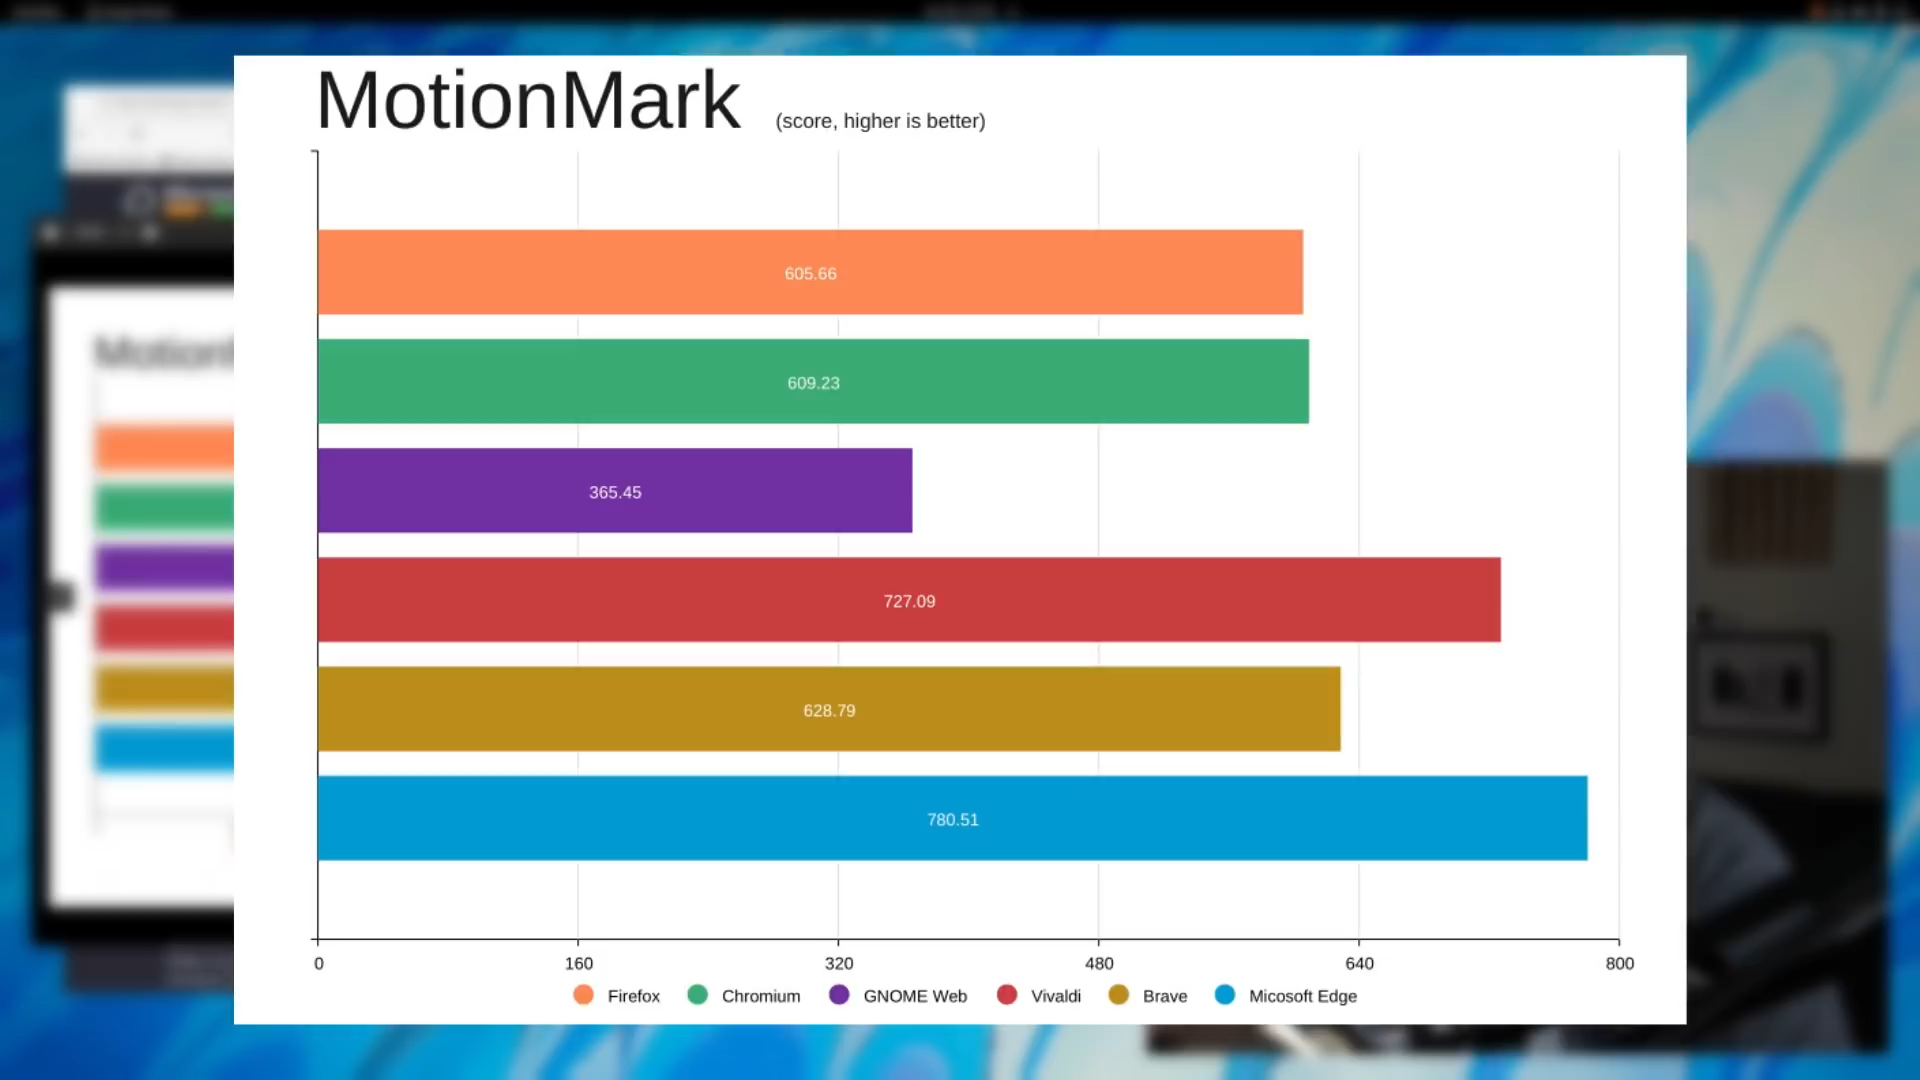 MotionMark (score, higher is better)
605.66
609.23
365.45
727.09
628.79
780.51
0 160 320 480 640 800
Firefox Chromium GNOME Web Vivaldi Brave Micosoft Edge